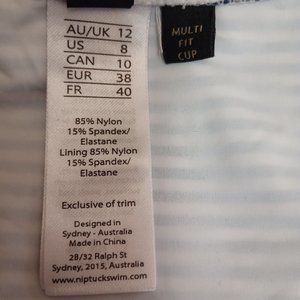 AU/UK 12
US 8
CAN 10
EUR 38
FR 40
85% Nylon
15% Spandex/
Elastane
Lining 85% Nylon
15% Spandex/
Elastane
Exclusive of trim
Designed in
Sydney - Australia
Made in China
28/32 Ralph St
Sydney, 2015, Australia
www.niptuckswim.com
MULTI
FIT
CUP